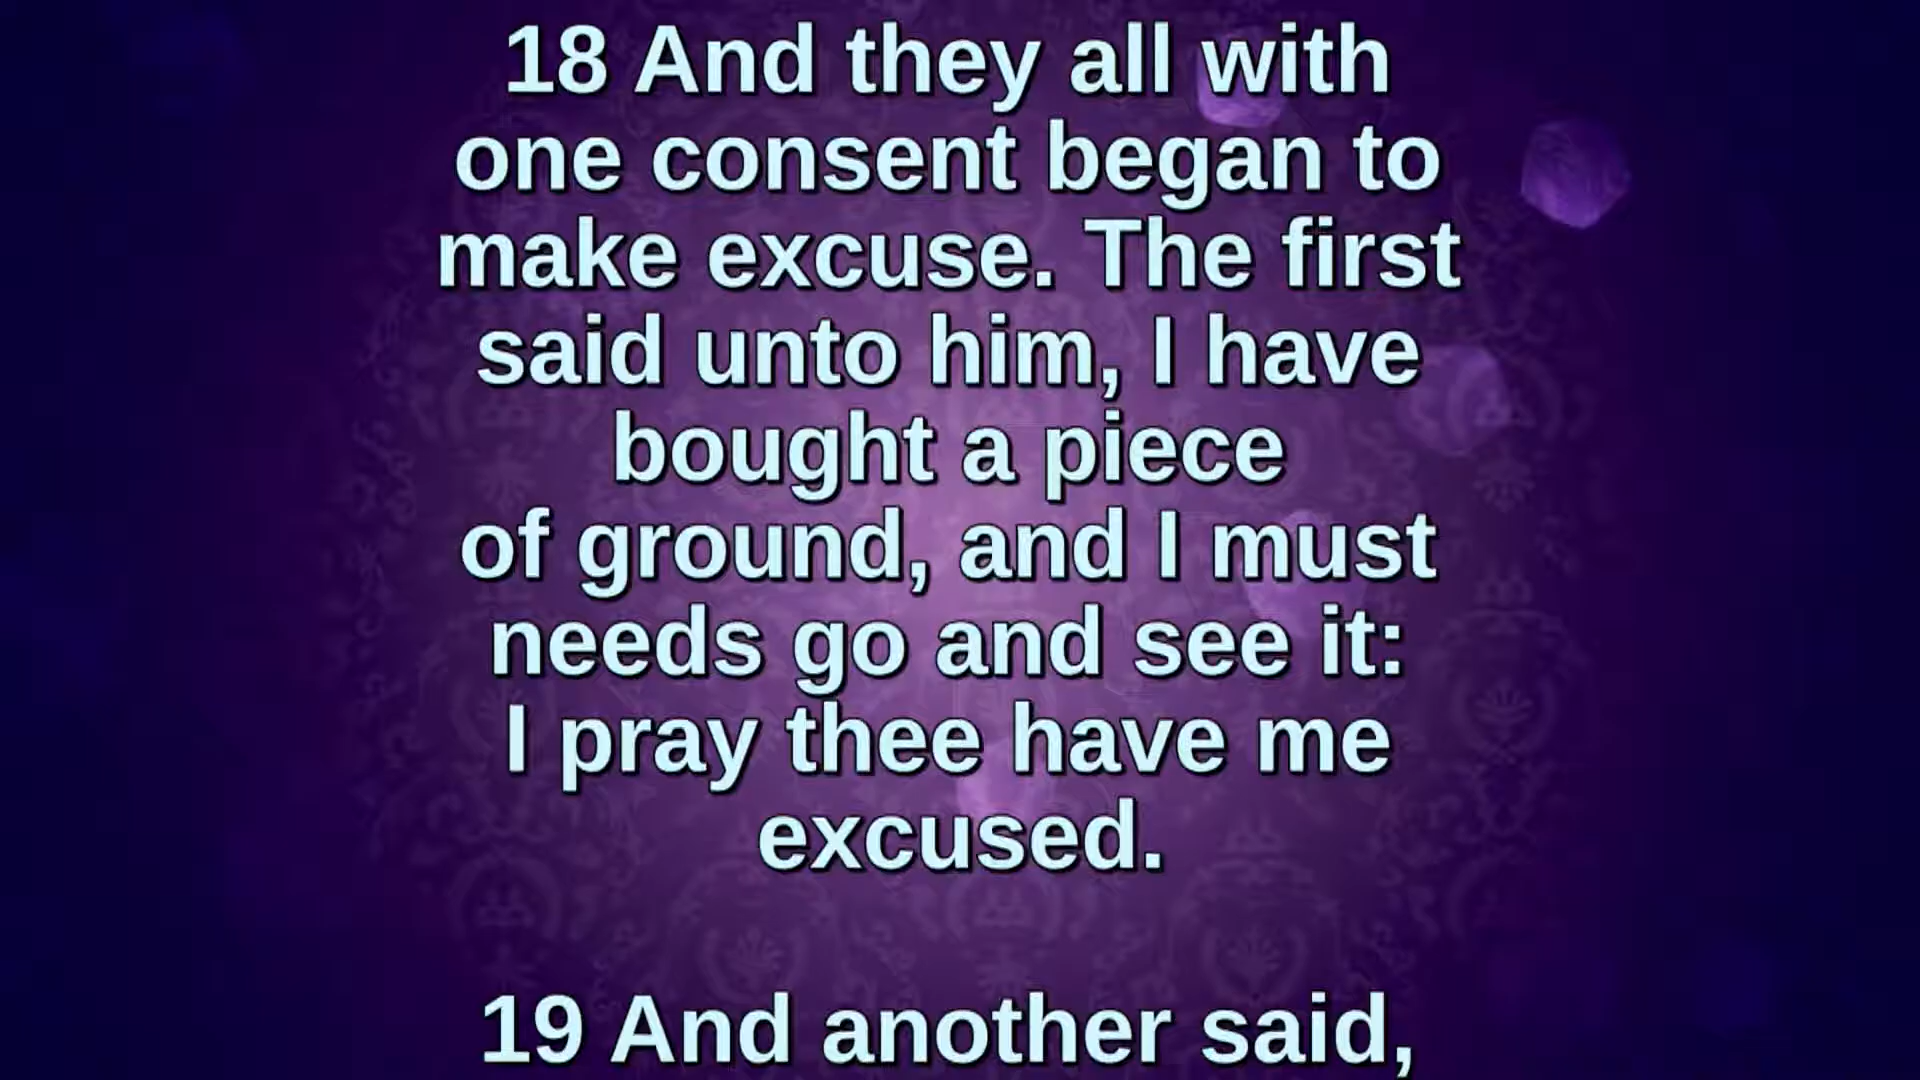 18 And they all with
one consent began to
make excuse. The first
said unto him, I have
bought a piece
of ground, and I must
needs go and see it:
I pray thee have me
excused.
19 And another said,